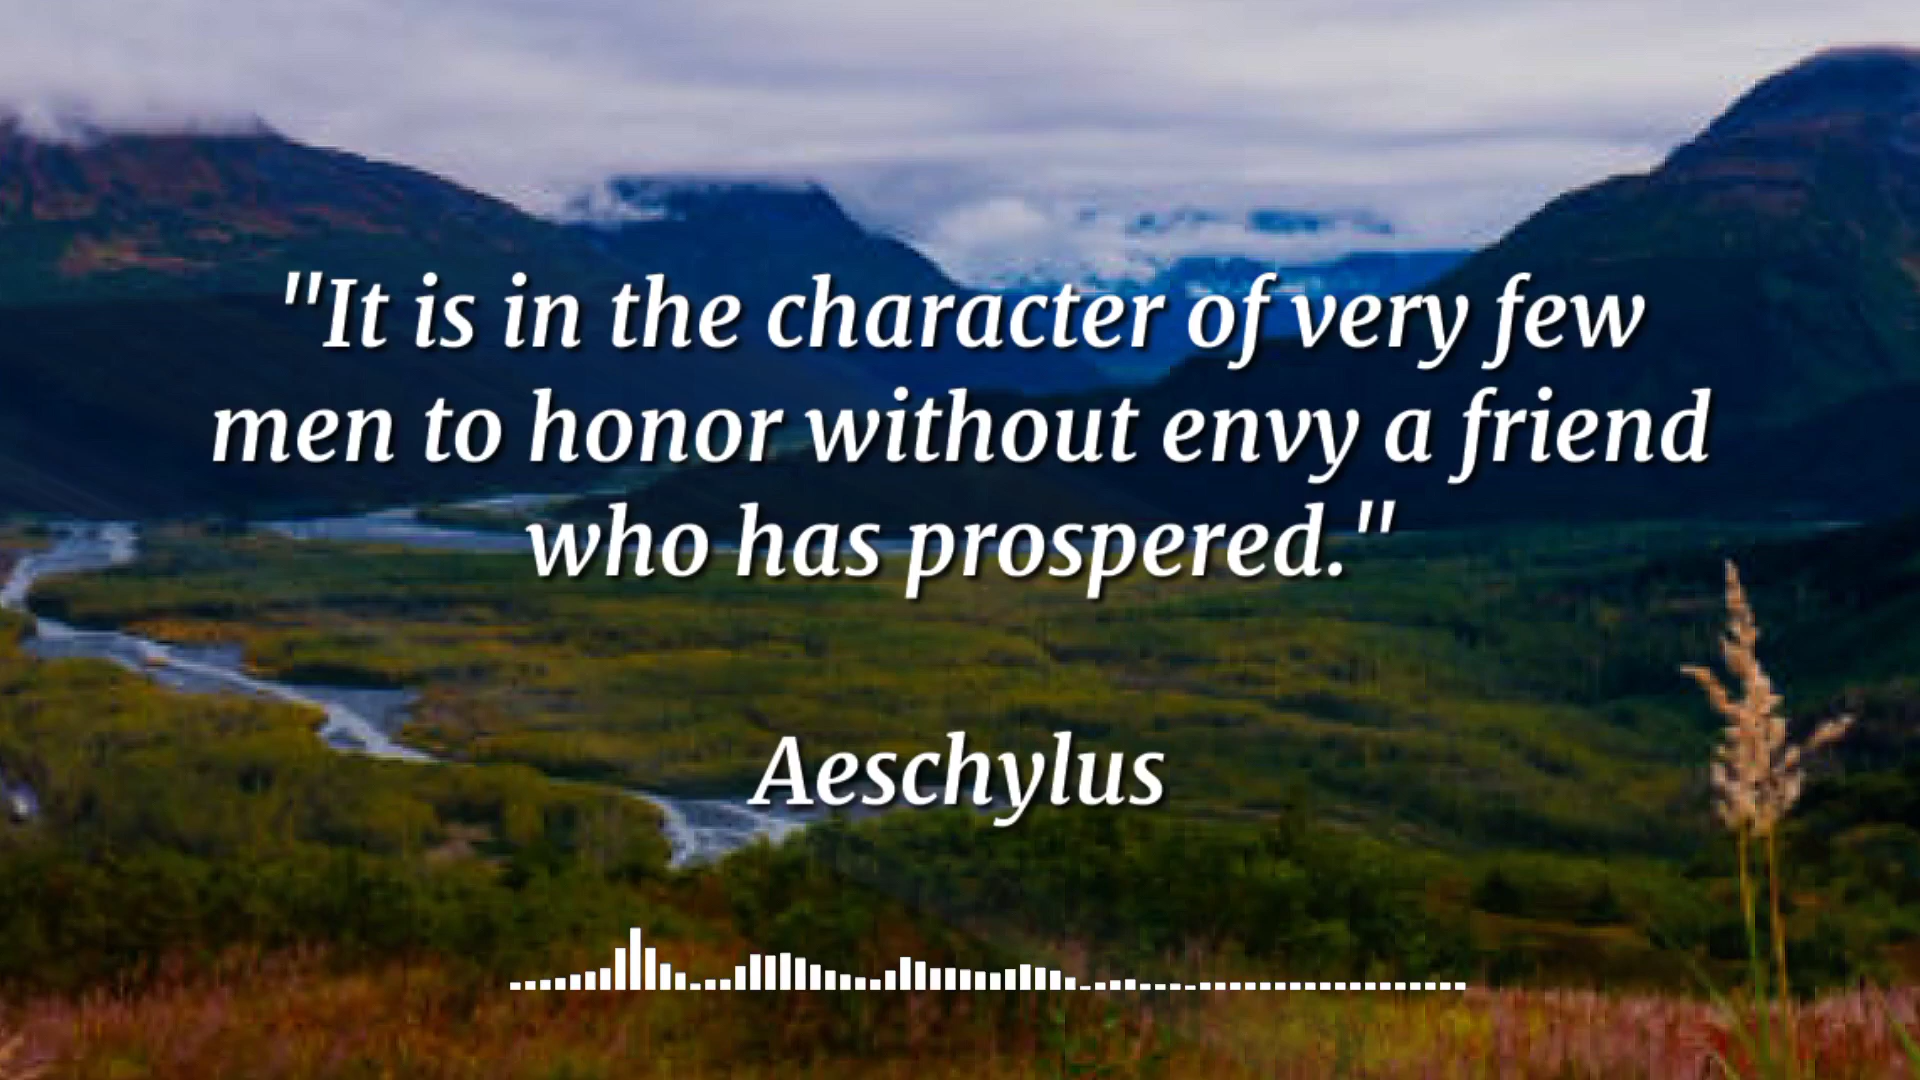 "It is in the character of very few
men to honor without envy a friend
who has prospered."
Aeschylus